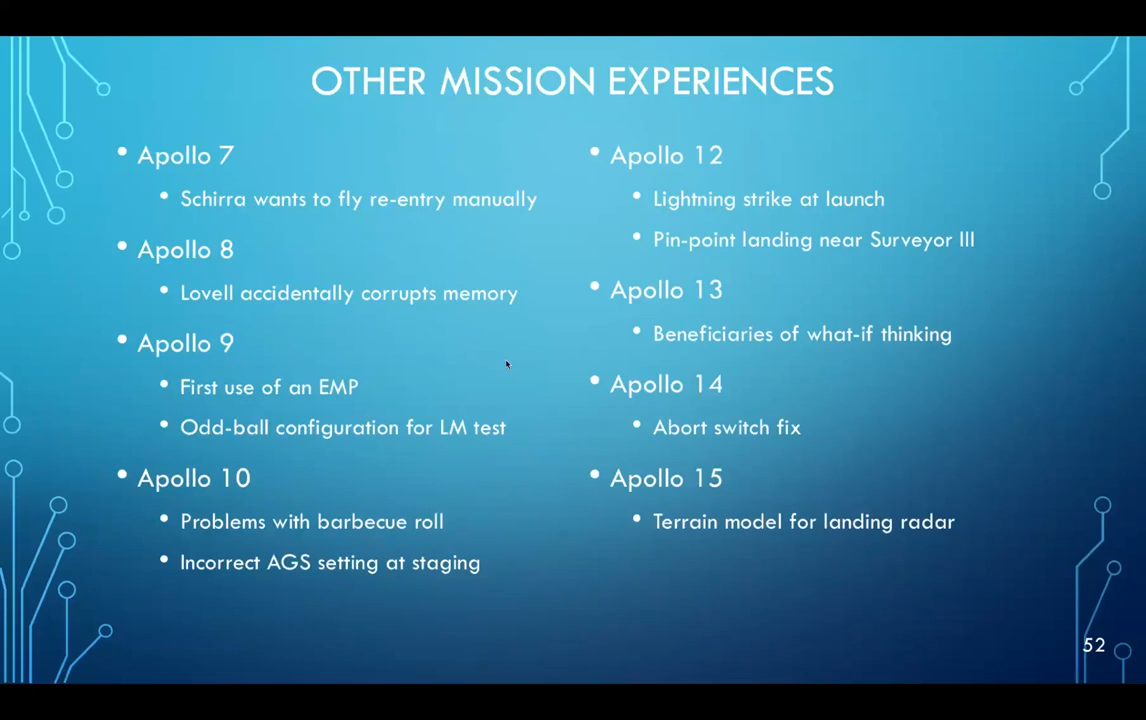 OTHER MISSION EXPERIENCES
• Apollo 7
• Schirra wants to fly re-entry manually
• Apollo 8
• Lovell accidentally corrupts memory
• Apollo 9
• First use of an EMP
• Odd-ball configuration for LM test
• Apollo 10
• Problems with barbecue roll
• Incorrect AGS setting at staging
• Apollo 12
• Lightning strike at launch
• Pin-point landing near Surveyor III
• Apollo 13
• Beneficiaries of what-if thinking
• Apollo 14
• Abort switch fix
• Apollo 15
• Terrain model for landing radar
52